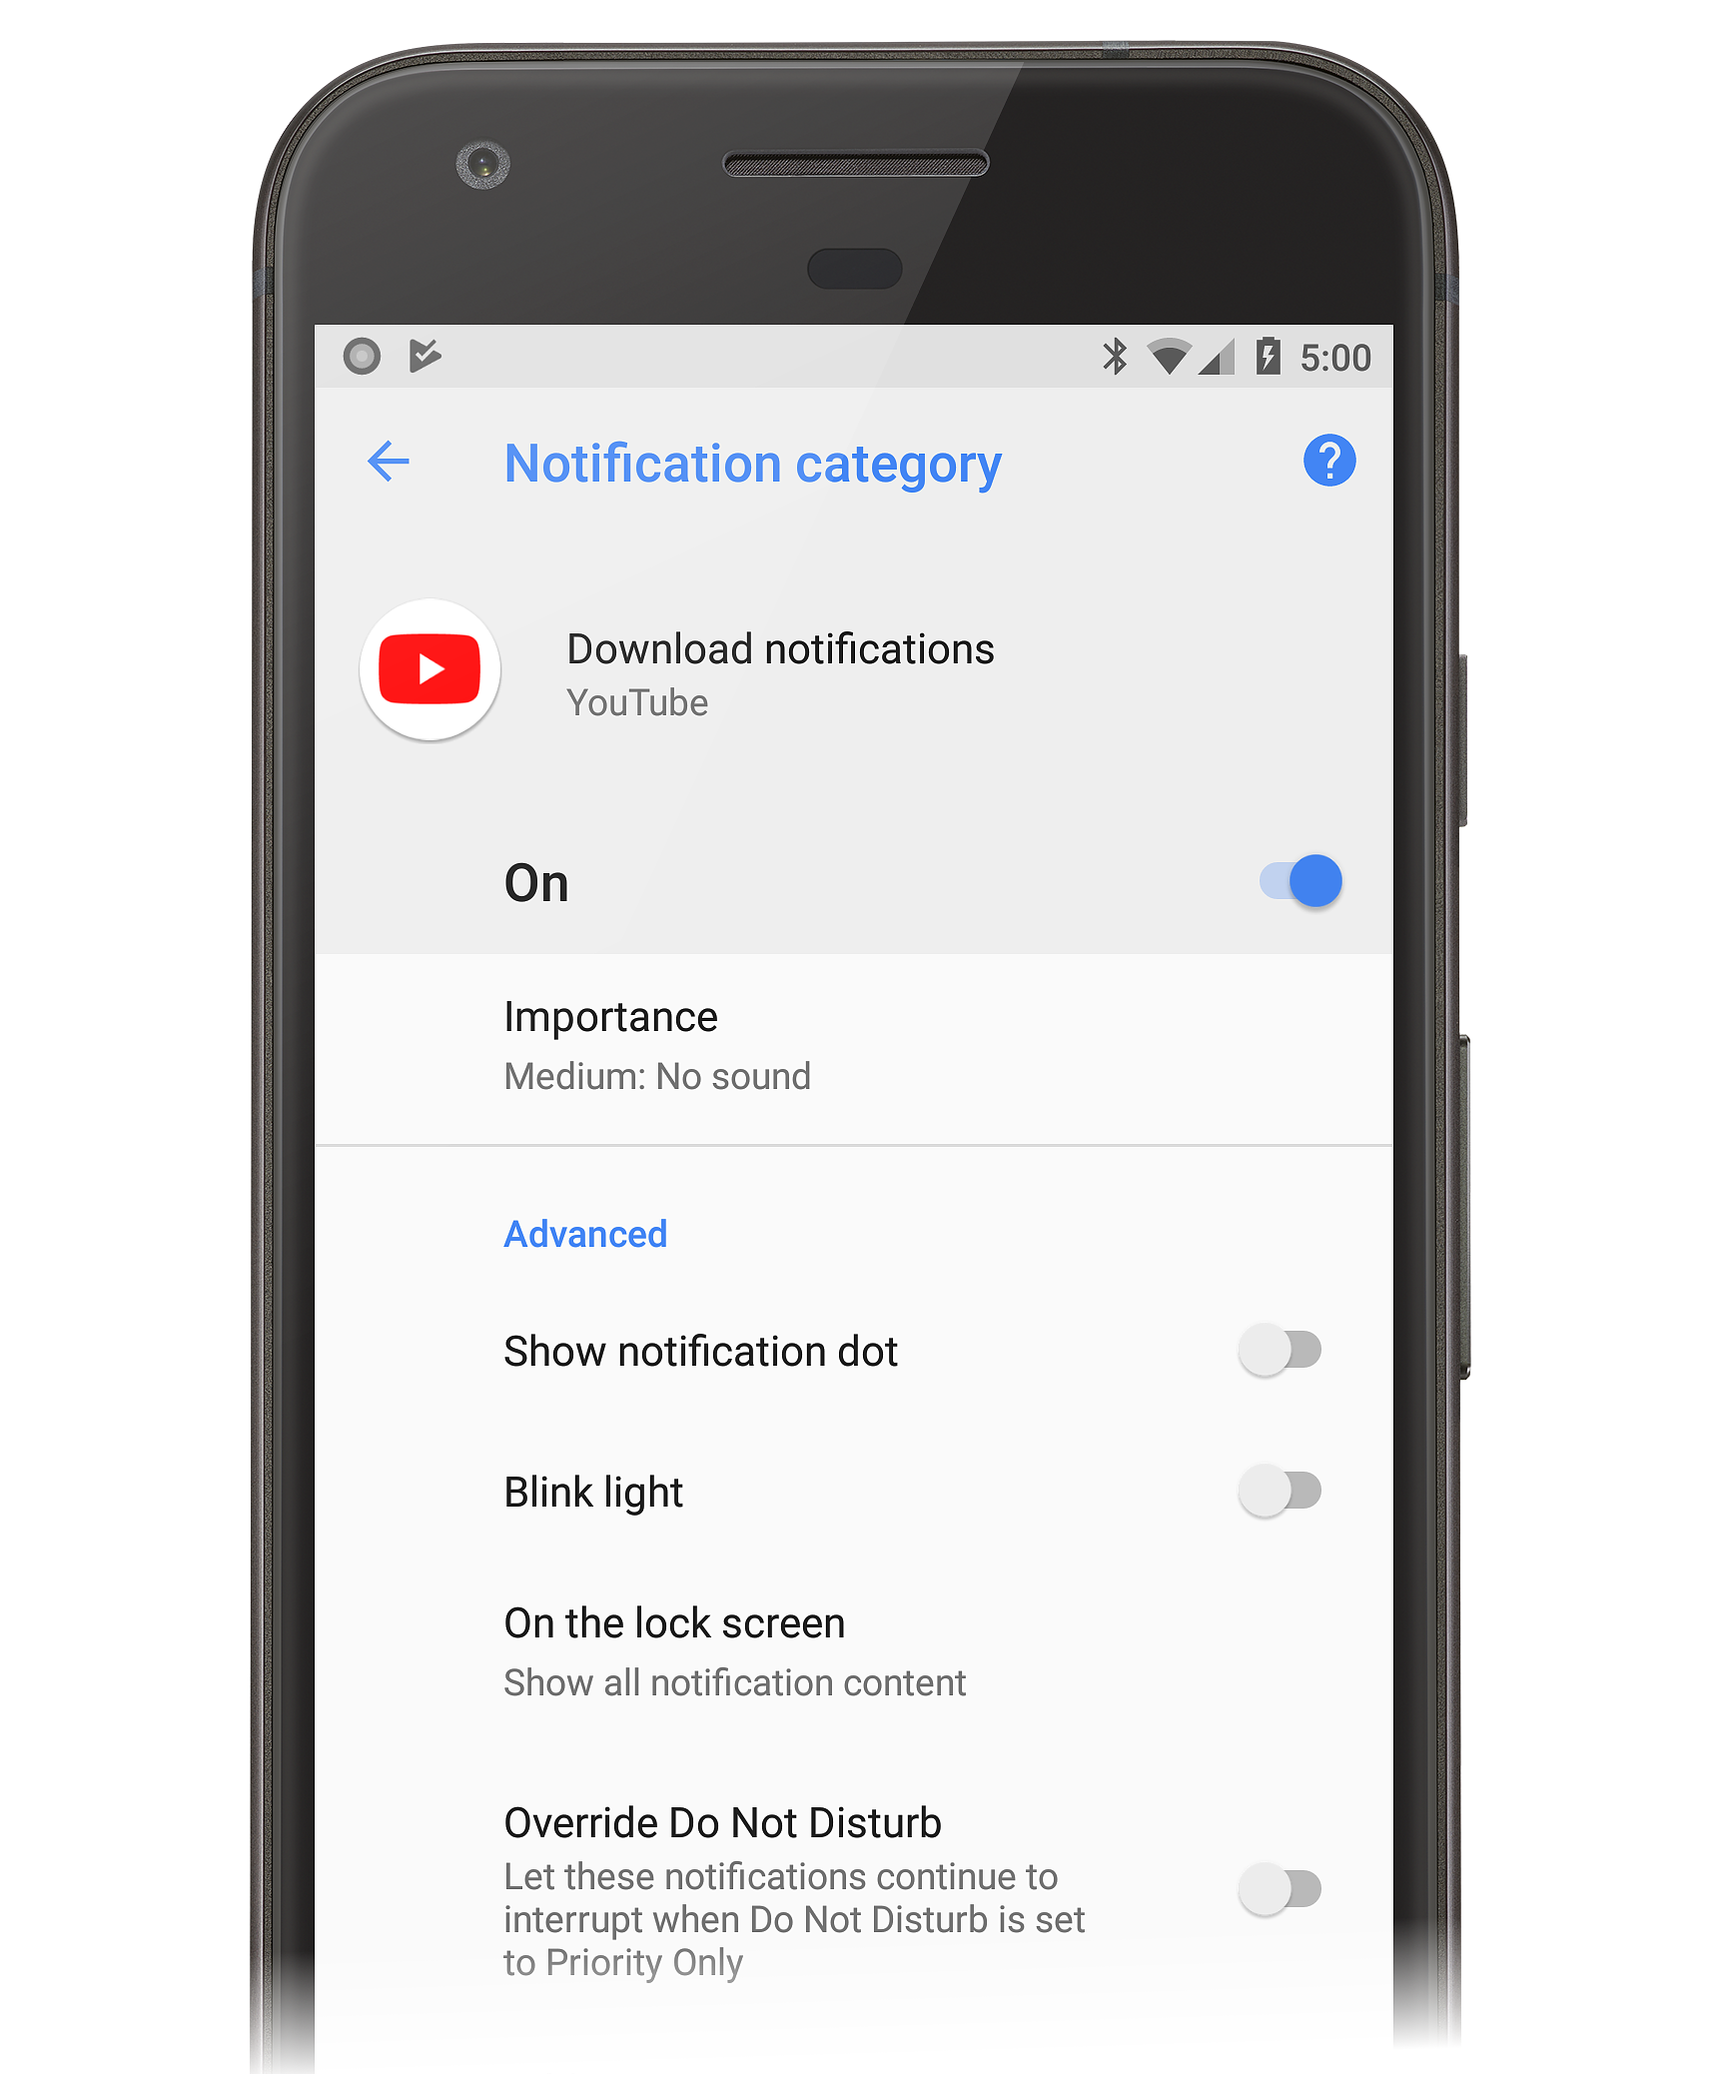 5:00
Notification category
Download notifications
YouTube
On
Importance
Medium: No sound
Advanced
Show notification dot
Blink light
On the lock screen
Show all notification content
Override Do Not Disturb
Let these notifications continue to
interrupt when Do Not Disturb is set
to Priority Only